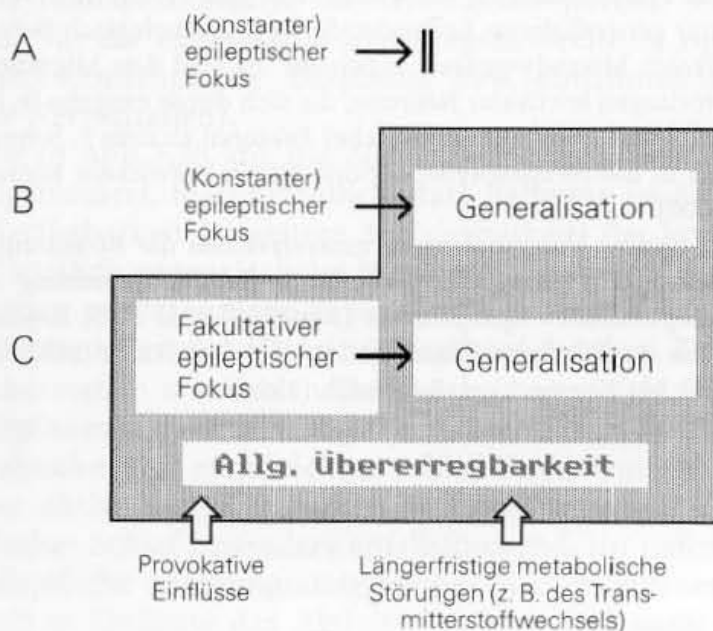 A
(Konstanter)
epileptischer
Fokus
B
(Konstanter)
epileptischer
Fokus
Generalisation
C
Fakultativer
epileptischer
Fokus
Generalisation
Allg. Übererregbarkeit
Provokative
Einflüsse
Längerfristige metabolische
Störungen (z. B. des Trans-
mitterstoffwechsels)